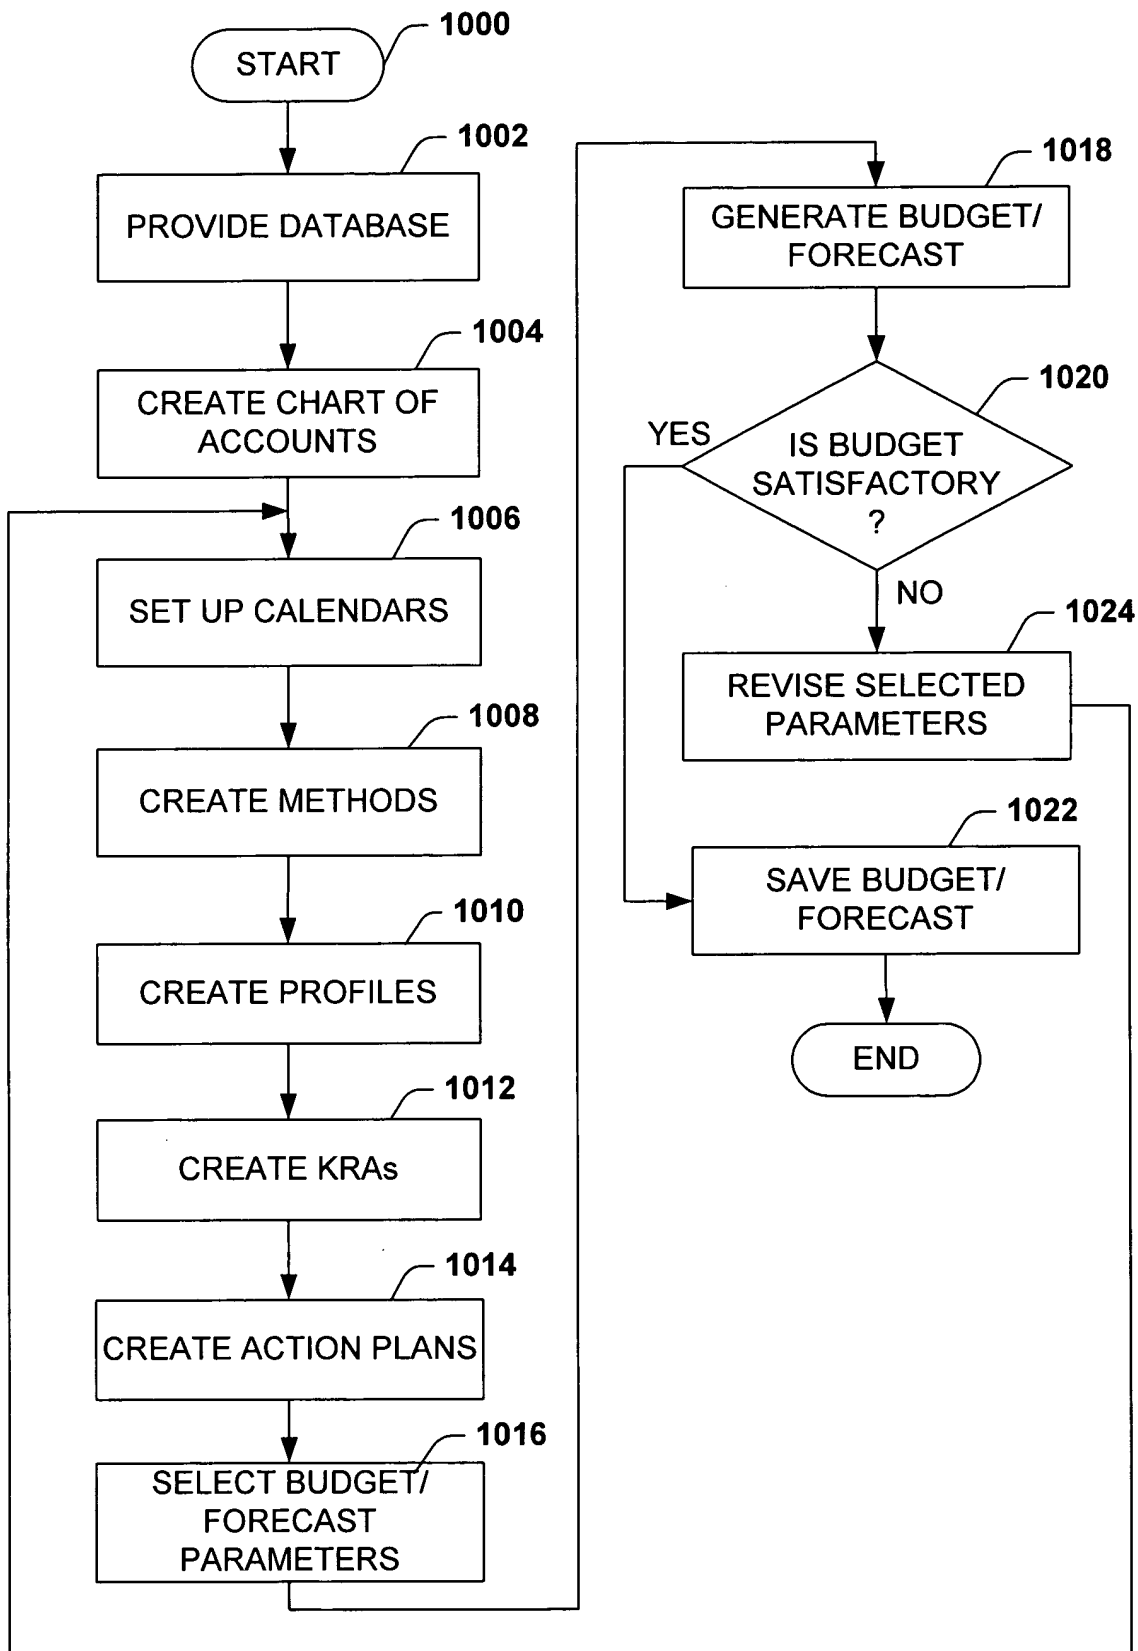 1000
START
1002
PROVIDE DATABASE
1004
CREATE CHART OF
ACCOUNTS
1006
SET UP CALENDARS
1008
CREATE METHODS
1010
CREATE PROFILES
1012
CREATE KRAs
1014
CREATE ACTION PLANS
1016
SELECT BUDGET/
FORECAST
PARAMETERS
1018
GENERATE BUDGET/
FORECAST
1020
YES
IS BUDGET
SATISFACTORY
?
NO
1024
REVISE SELECTED
PARAMETERS
1022
SAVE BUDGET/
FORECAST
END